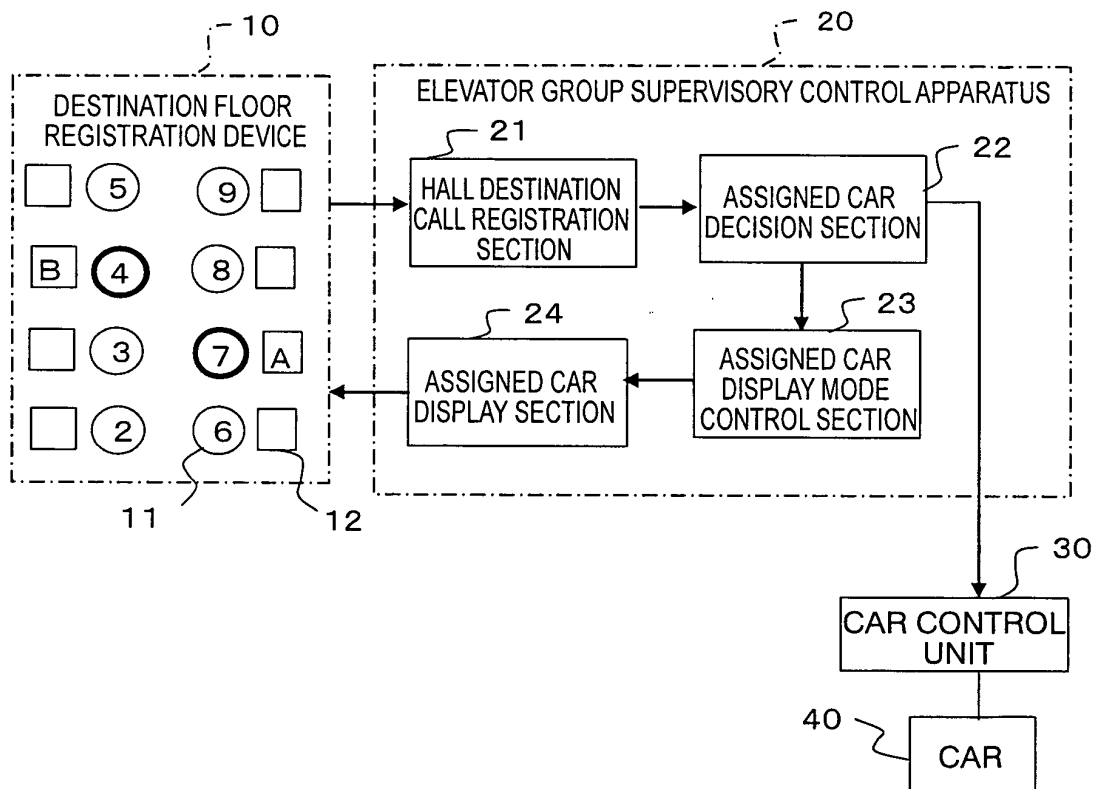 10
20
DESTINATION FLOOR
REGISTRATION DEVICE
5 9
B 4 8
3 7 A
2 6
11
12
ELEVATOR GROUP SUPERVISORY CONTROL APPARATUS
21
HALL DESTINATION
CALL REGISTRATION
SECTION
22
ASSIGNED CAR
DECISION SECTION
24
ASSIGNED CAR
DISPLAY SECTION
23
ASSIGNED CAR
DISPLAY MODE
CONTROL SECTION
30
CAR CONTROL
UNIT
40
CAR